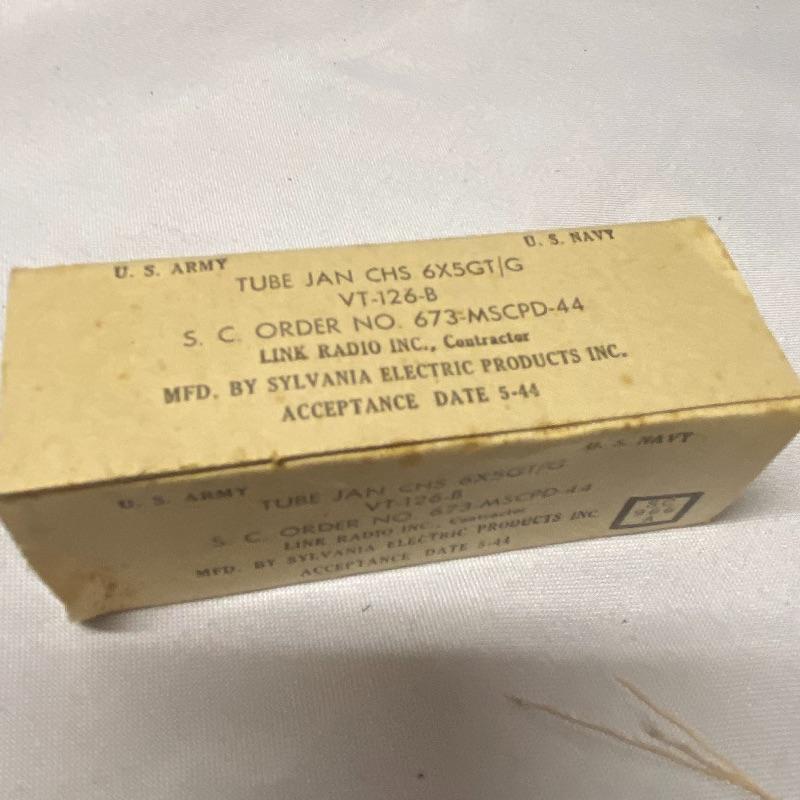 U. S. ARMY U. S. NAVY
TUBE JAN CHS 6X5GT/G
VT-126-B
S. C. ORDER NO. 673-MSCPD-44
LINK RADIO INC., Contractor
MFD. BY SYLVANIA ELECTRIC PRODUCTS INC.
ACCEPTANCE DATE 5-44
U. S. ARMY U. S. NAVY
TUBE JAN CHS 6X5GT/G
VT-126-B
S. C. ORDER NO. 673-MSCPD-44
LINK RADIO INC., Contractor
MFD. BY SYLVANIA ELECTRIC PRODUCTS INC.
ACCEPTANCE DATE 5-44
SC
A